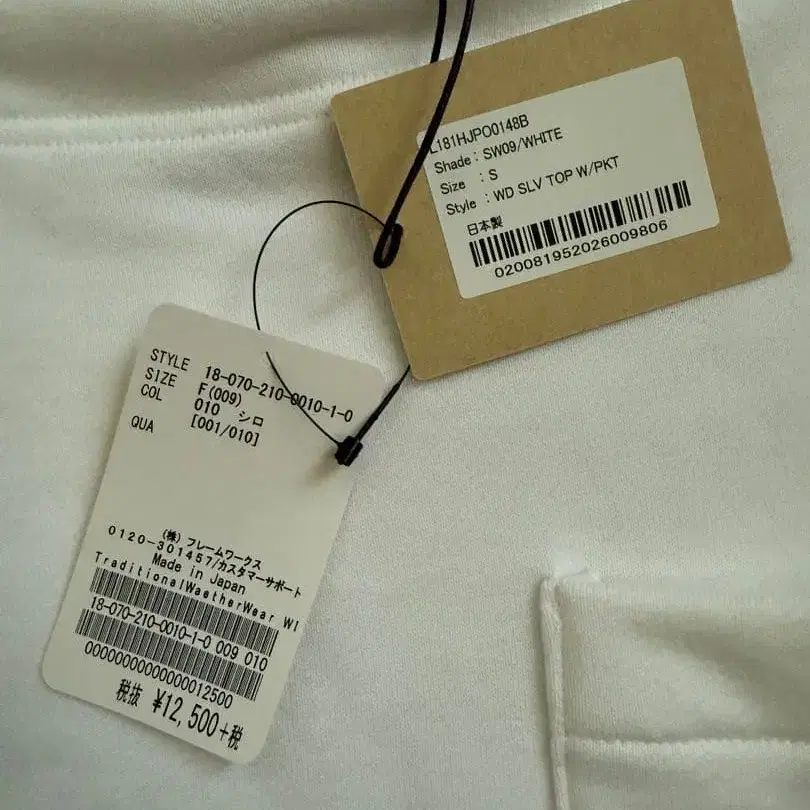 L181HJPO0148B
Shade : SW09/WHITE
Size : S
Style : WD SLV TOP W/PKT
日本製
020081952026009806
STYLE 18-070-210-0010-1-0
SIZE F(009)
COL 010 シロ
QUA [001/010]
(株) フレームワークス
0120-301457/カスタマーサポート
Made in Japan
TraditionalWaetherWear WI
18-070-210-0010-1-0 009 010
0000000000000012500
税抜 ¥12,500+税